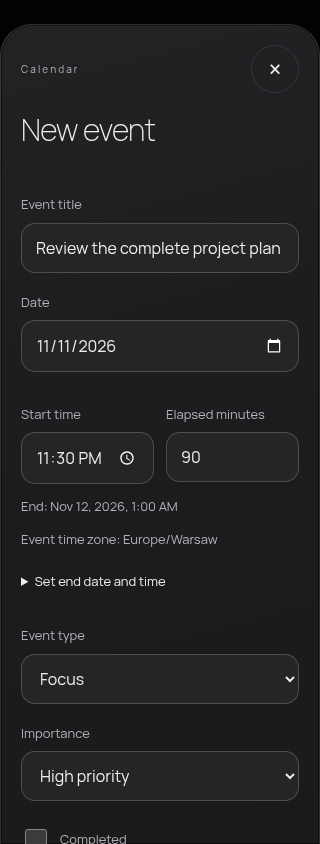 Calendar
New event
Event title
Review the complete project plan
Date
11/11/2026
Start time
Elapsed minutes
11:30 PM
90
End: Nov 12, 2026, 1:00 AM
Event time zone: Europe/Warsaw
Set end date and time
Event type
Focus
Importance
High priority
Completed